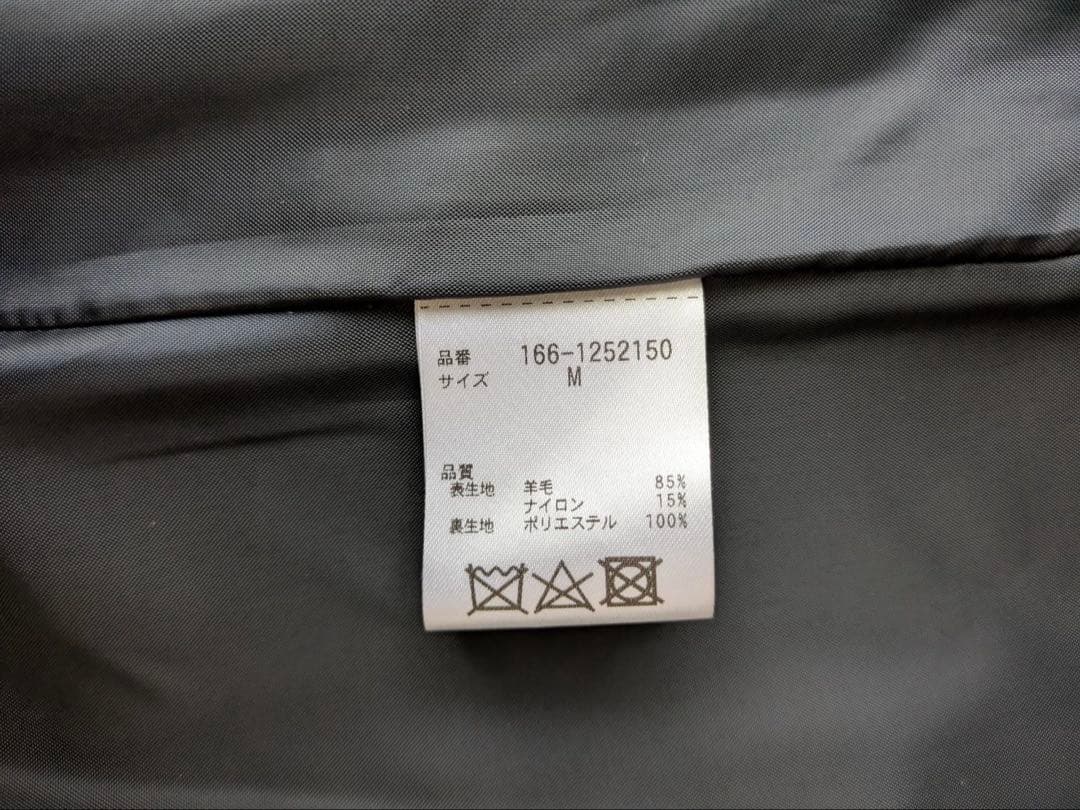 品番 166-1252150
サイズ M
品質
表生地 羊毛 85%
ナイロン 15%
裏生地 ポリエステル 100%